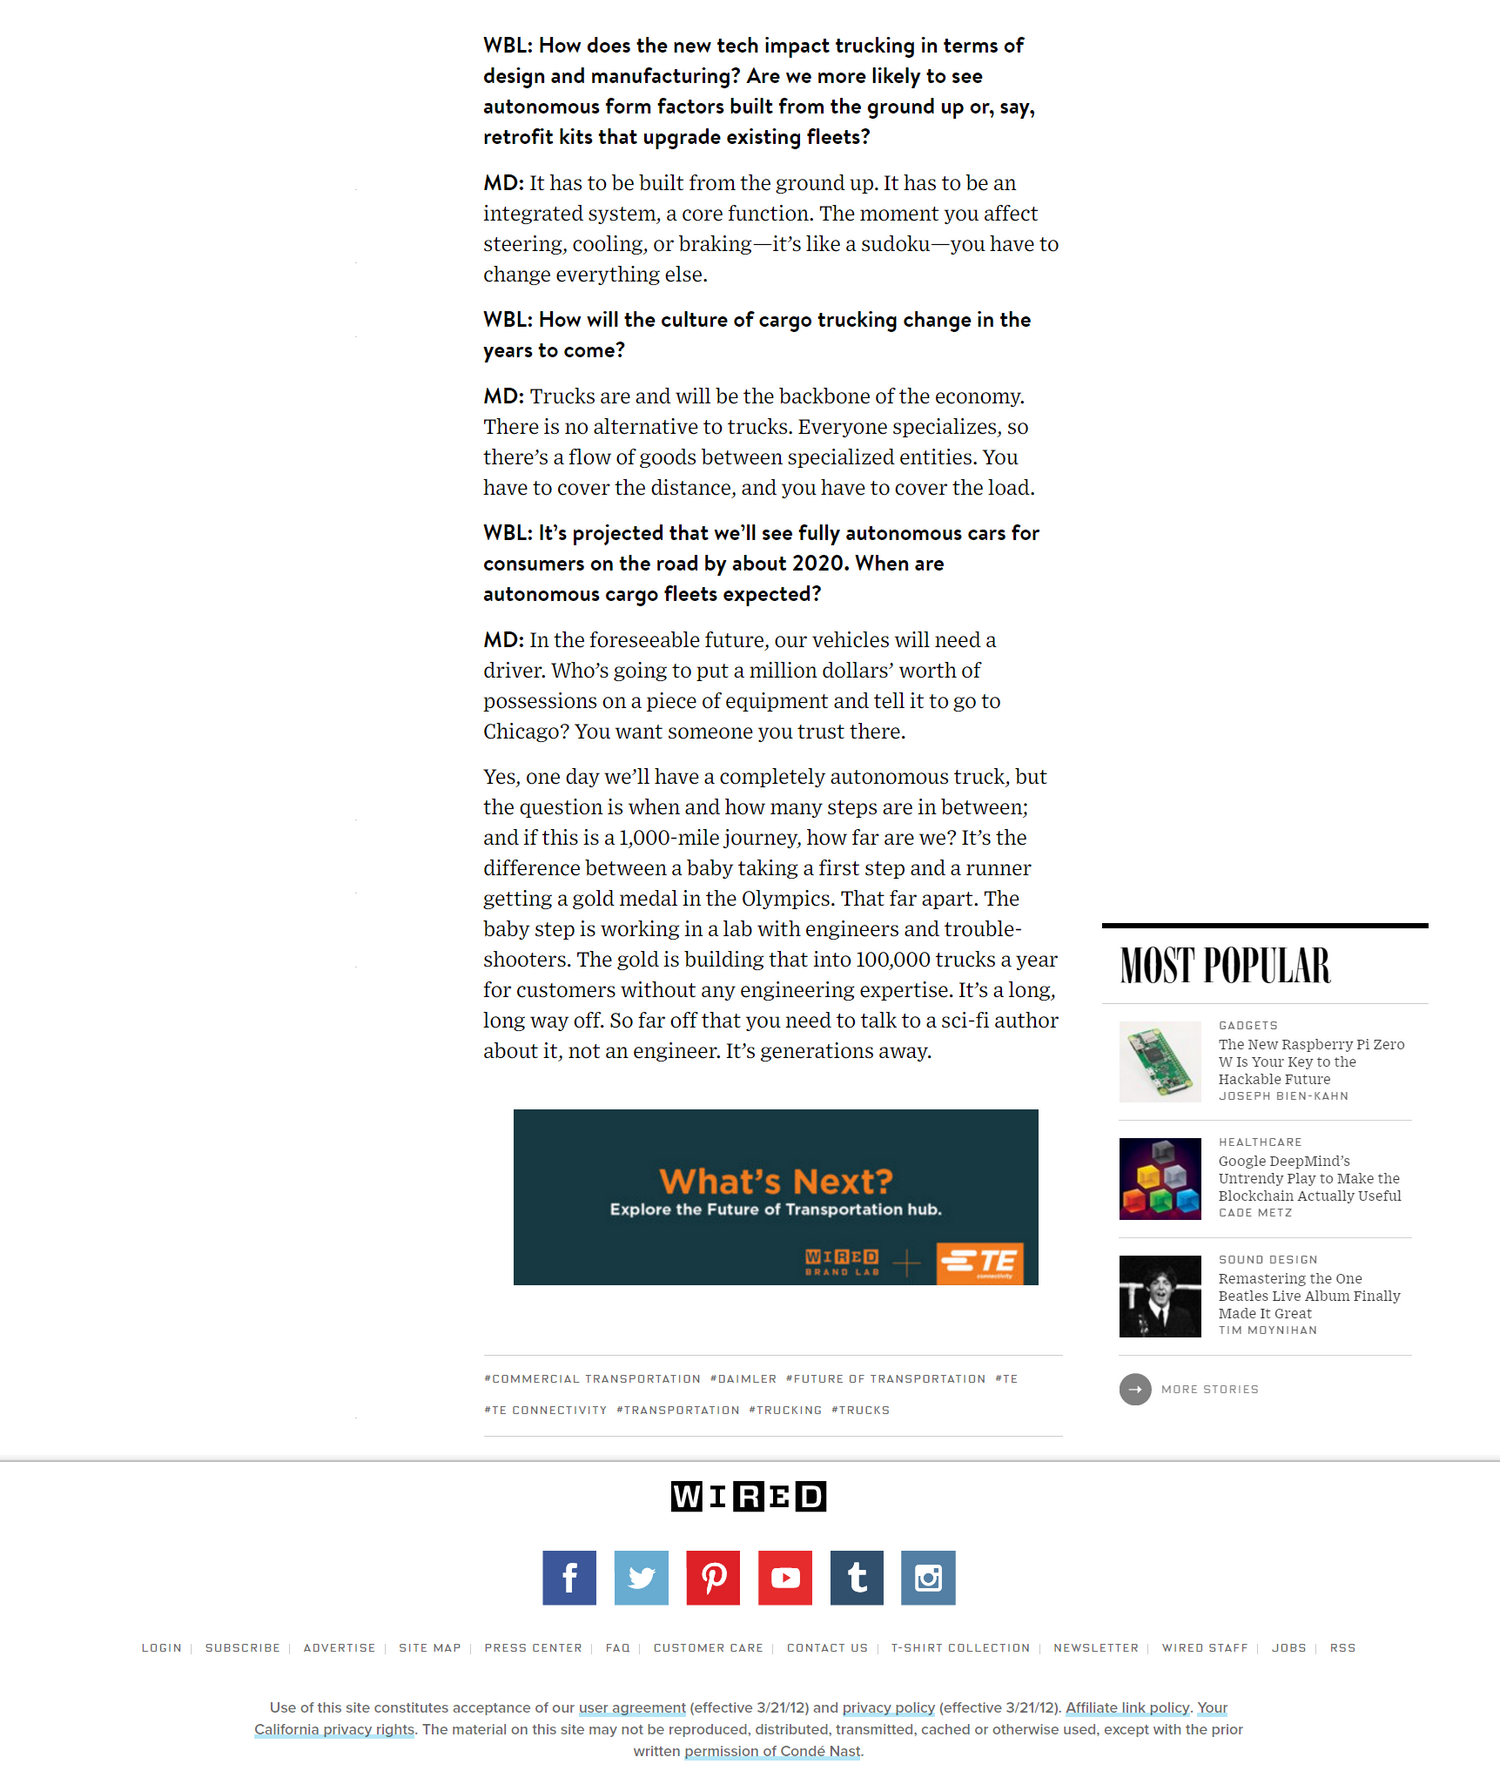 WBL: How does the new tech impact trucking in terms of
design and manufacturing? Are we more likely to see
autonomous form factors built from the ground up or, say,
retrofit kits that upgrade existing fleets?
MD: It has to be built from the ground up. It has to be an
integrated system, a core function. The moment you affect
steering, cooling, or braking—it’s like a sudoku—you have to
change everything else.
WBL: How will the culture of cargo trucking change in the
years to come?
MD: Trucks are and will be the backbone of the economy.
There is no alternative to trucks. Everyone specializes, so
there’s a flow of goods between specialized entities. You
have to cover the distance, and you have to cover the load.
WBL: It’s projected that we’ll see fully autonomous cars for
consumers on the road by about 2020. When are
autonomous cargo fleets expected?
MD: In the foreseeable future, our vehicles will need a
driver. Who’s going to put a million dollars’ worth of
possessions on a piece of equipment and tell it to go to
Chicago? You want someone you trust there.
Yes, one day we’ll have a completely autonomous truck, but
the question is when and how many steps are in between;
and if this is a 1,000-mile journey, how far are we? It’s the
difference between a baby taking a first step and a runner
getting a gold medal in the Olympics. That far apart. The
baby step is working in a lab with engineers and trouble-
shooters. The gold is building that into 100,000 trucks a year
for customers without any engineering expertise. It’s a long,
long way off. So far off that you need to talk to a sci-fi author
about it, not an engineer. It’s generations away.
What’s Next?
Explore the Future of Transportation hub.
WIRED
BRAND LAB
TE
connectivity
#COMMERCIAL TRANSPORTATION #DAIMLER #FUTURE OF TRANSPORTATION #TE
#TE CONNECTIVITY #TRANSPORTATION #TRUCKING #TRUCKS
MOST POPULAR
GADGETS
The New Raspberry Pi Zero
W Is Your Key to the
Hackable Future
JOSEPH BIEN-KAHN
HEALTHCARE
Google DeepMind’s
Untrendy Play to Make the
Blockchain Actually Useful
CADE METZ
SOUND DESIGN
Remastering the One
Beatles Live Album Finally
Made It Great
TIM MOYNIHAN
MORE STORIES
WIRED
LOGIN | SUBSCRIBE | ADVERTISE | SITE MAP | PRESS CENTER | FAQ | CUSTOMER CARE | CONTACT US | T-SHIRT COLLECTION | NEWSLETTER | WIRED STAFF | JOBS | RSS
Use of this site constitutes acceptance of our user agreement (effective 3/21/12) and privacy policy (effective 3/21/12). Affiliate link policy. Your
California privacy rights. The material on this site may not be reproduced, distributed, transmitted, cached or otherwise used, except with the prior
written permission of Condé Nast.